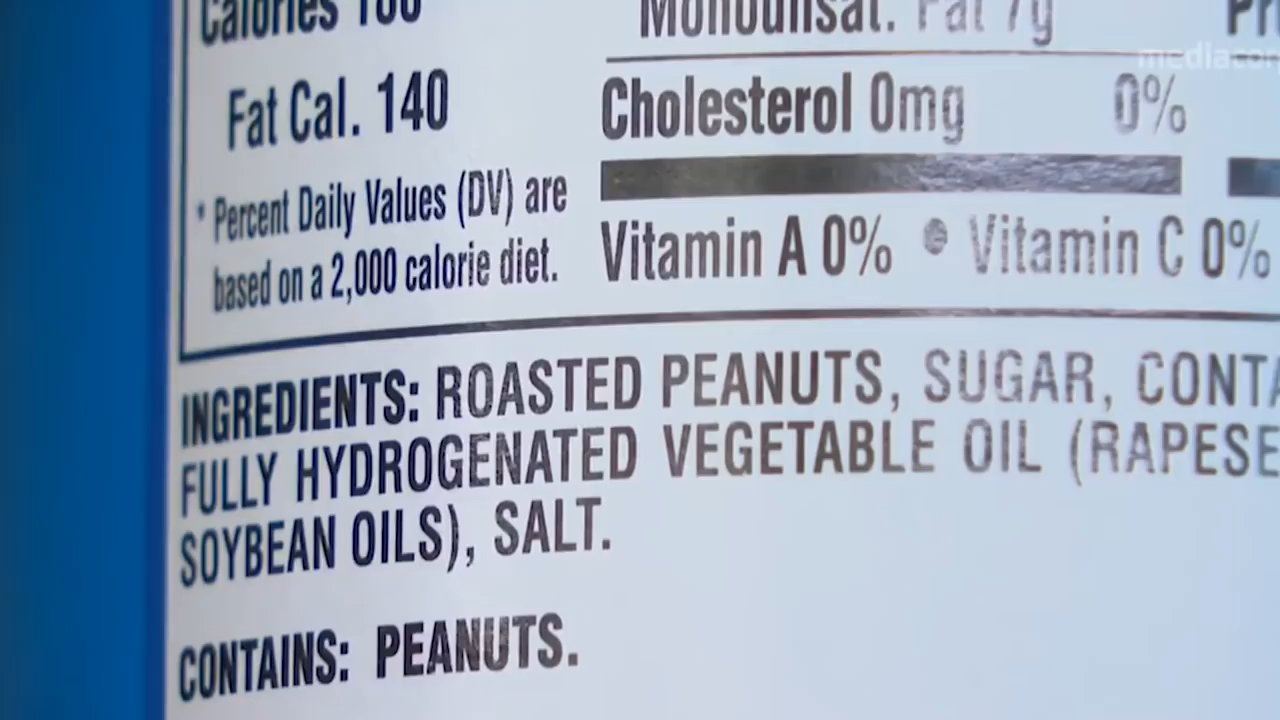 Calories
Monounsat. Fat 7g
mediacorp
Fat Cal. 140
Cholesterol 0mg 0%
* Percent Daily Values (DV) are
based on a 2,000 calorie diet.
Vitamin A 0% • Vitamin C 0%
INGREDIENTS: ROASTED PEANUTS, SUGAR, CONTA
FULLY HYDROGENATED VEGETABLE OIL (RAPESE
SOYBEAN OILS), SALT.
CONTAINS: PEANUTS.